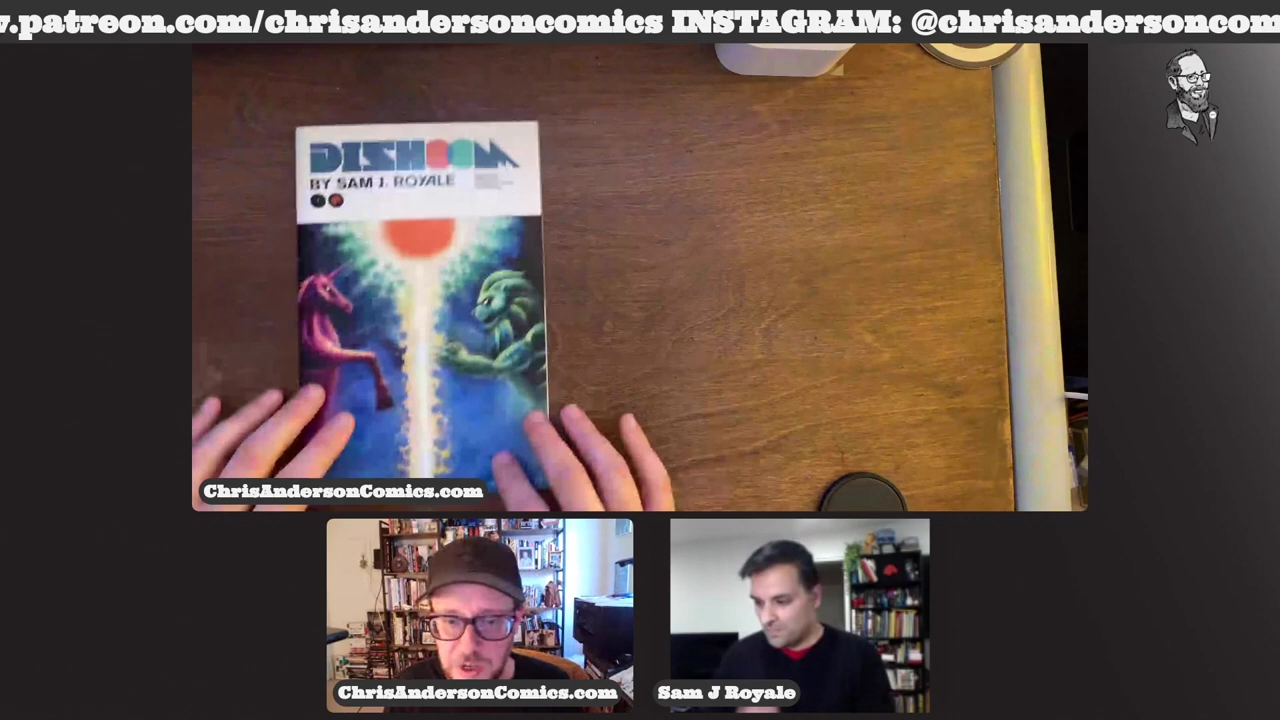 v.patreon.com/chrisandersoncomics INSTAGRAM: @chrisandersoncom
DISHOOM
BY SAM J. ROYALE
ChrisAndersonComics.com
ChrisAndersonComics.com
Sam J Royale